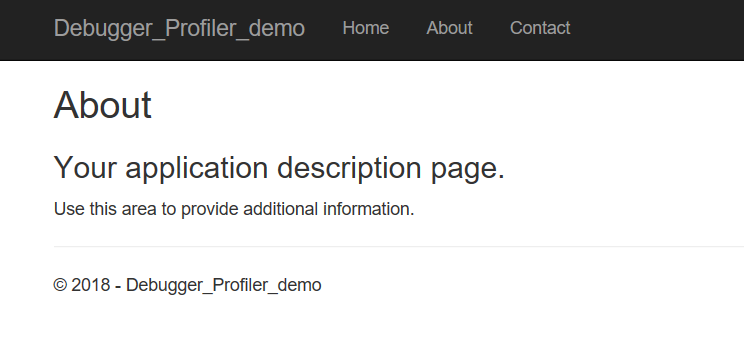 Debugger_Profiler_demo Home About Contact
About
Your application description page.
Use this area to provide additional information.
© 2018 - Debugger_Profiler_demo